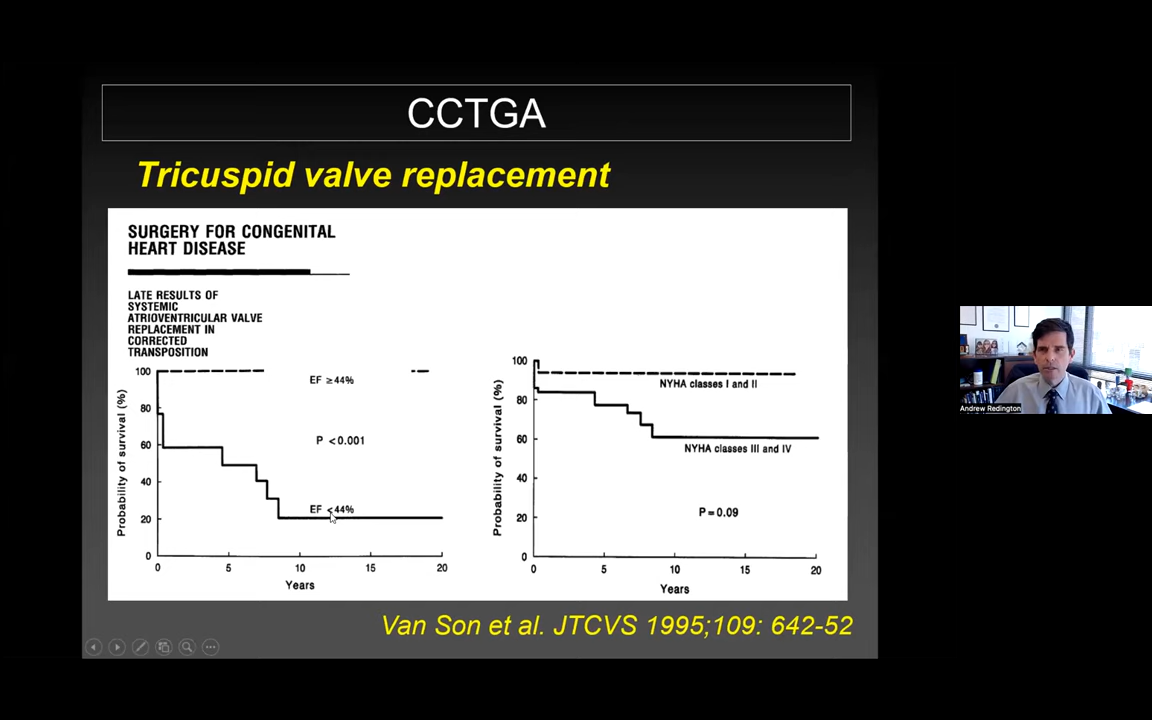 CCTGA
Tricuspid valve replacement
SURGERY FOR CONGENITAL
HEART DISEASE
LATE RESULTS OF
SYSTEMIC
ATRIOVENTRICULAR VALVE
REPLACEMENT IN
CORRECTED
TRANSPOSITION
Probability of survival (%)
100
80
60
40
20
0
EF ≥44%
P <0.001
EF <44%
0 5 10 15 20
Years
Probability of survival (%)
100
80
60
40
20
0
NYHA classes I and II
NYHA classes III and IV
P = 0.09
0 5 10 15 20
Years
Van Son et al. JTCVS 1995;109: 642-52
Andrew Redington